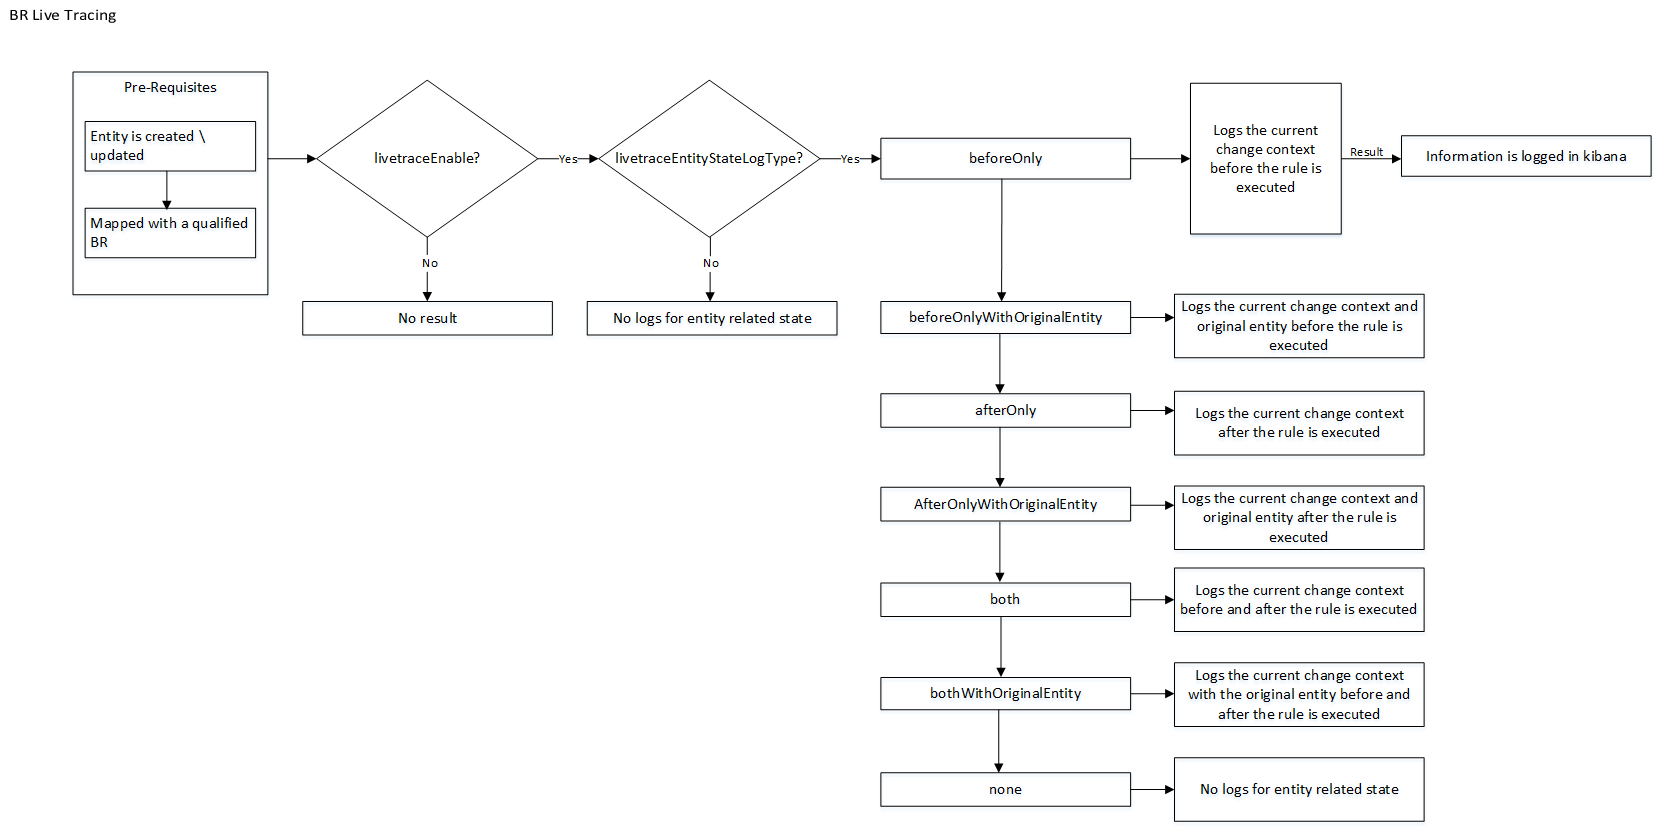 BR Live Tracing
Pre-Requisites
Entity is created \
updated
Mapped with a qualified
BR
livetraceEnable?
Yes
No
No result
livetraceEntityStateLogType?
Yes
No
No logs for entity related state
beforeOnly
Logs the current
change context
before the rule is
executed
Result
Information is logged in kibana
beforeOnlyWithOriginalEntity
Logs the current change context and
original entity before the rule is
executed
afterOnly
Logs the current change context
after the rule is executed
AfterOnlyWithOriginalEntity
Logs the current change context and
original entity after the rule is
executed
both
Logs the current change context
before and after the rule is executed
bothWithOriginalEntity
Logs the current change context
with the original entity before and
after the rule is executed
none
No logs for entity related state